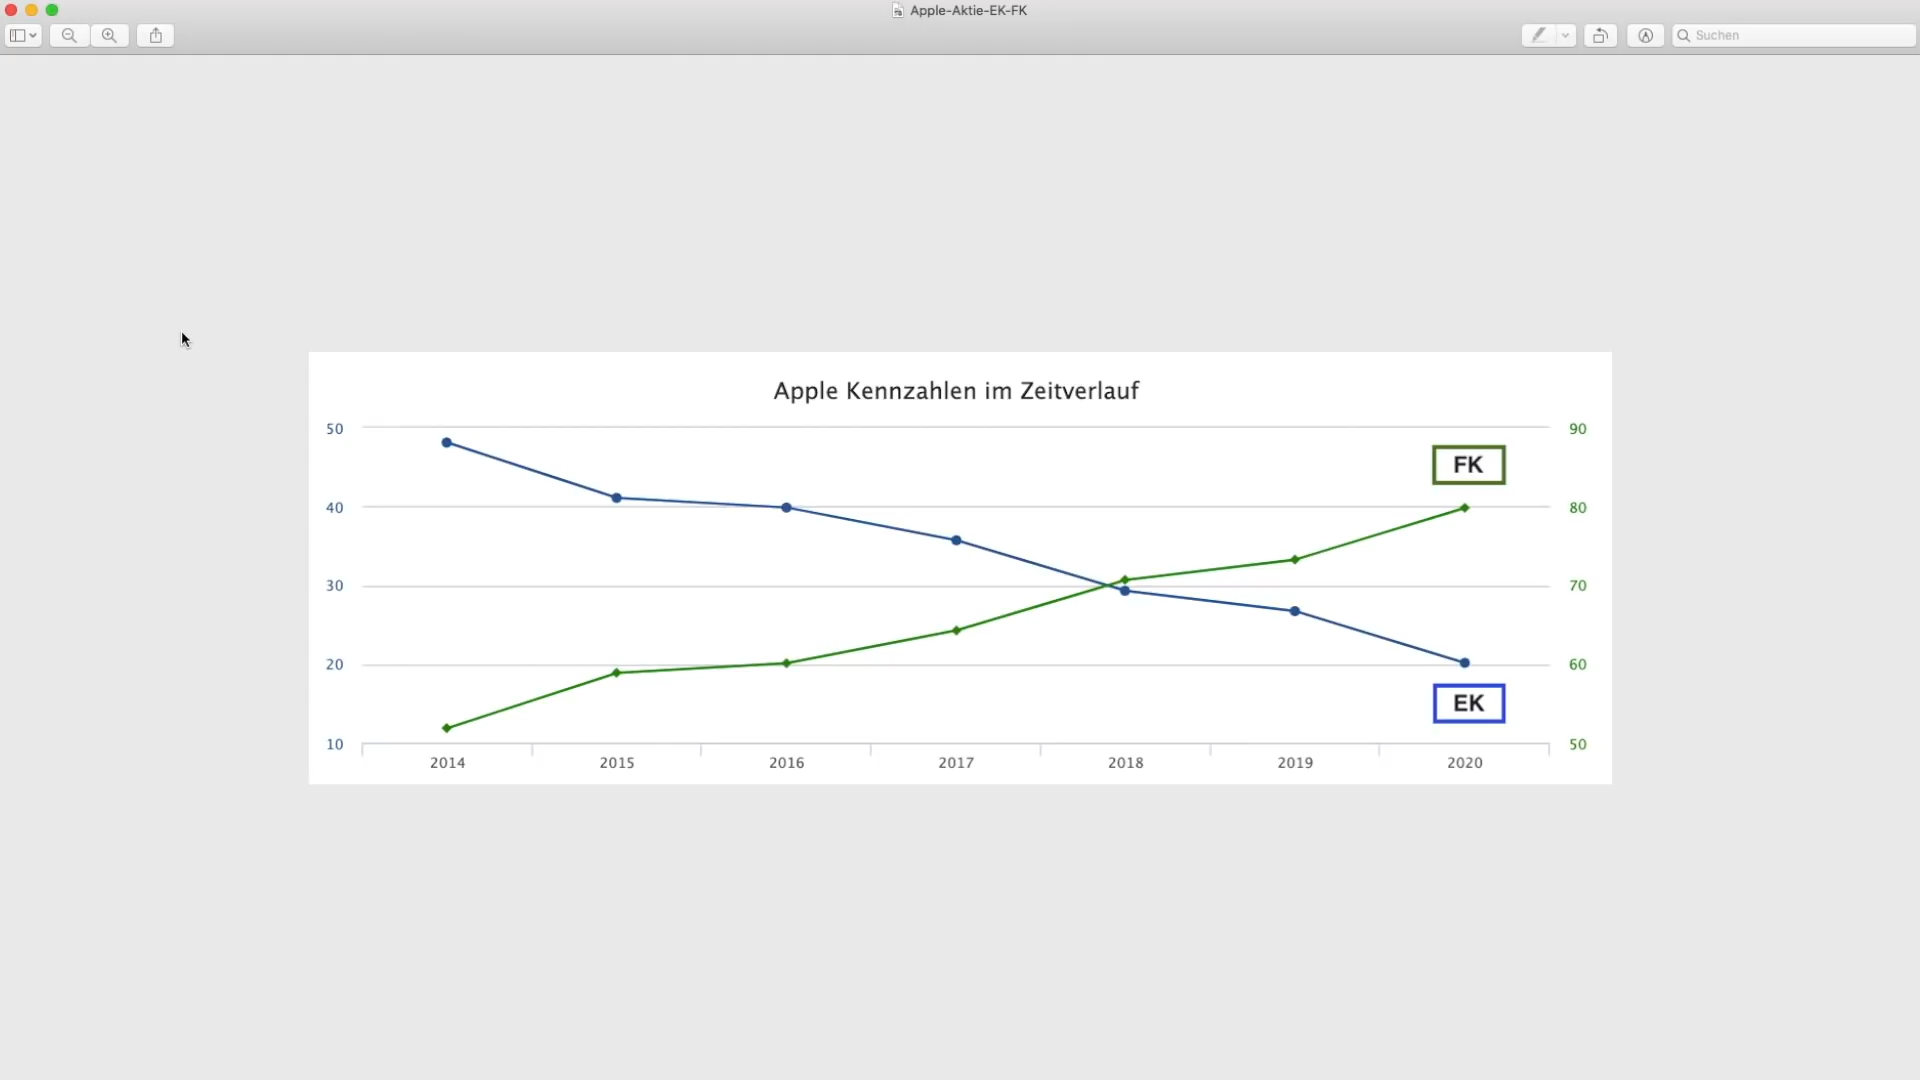 Apple-Aktie-EK-FK
Suchen
Apple Kennzahlen im Zeitverlauf
50 90
FK
40 80
30 70
20 60
EK
10 50
2014 2015 2016 2017 2018 2019 2020